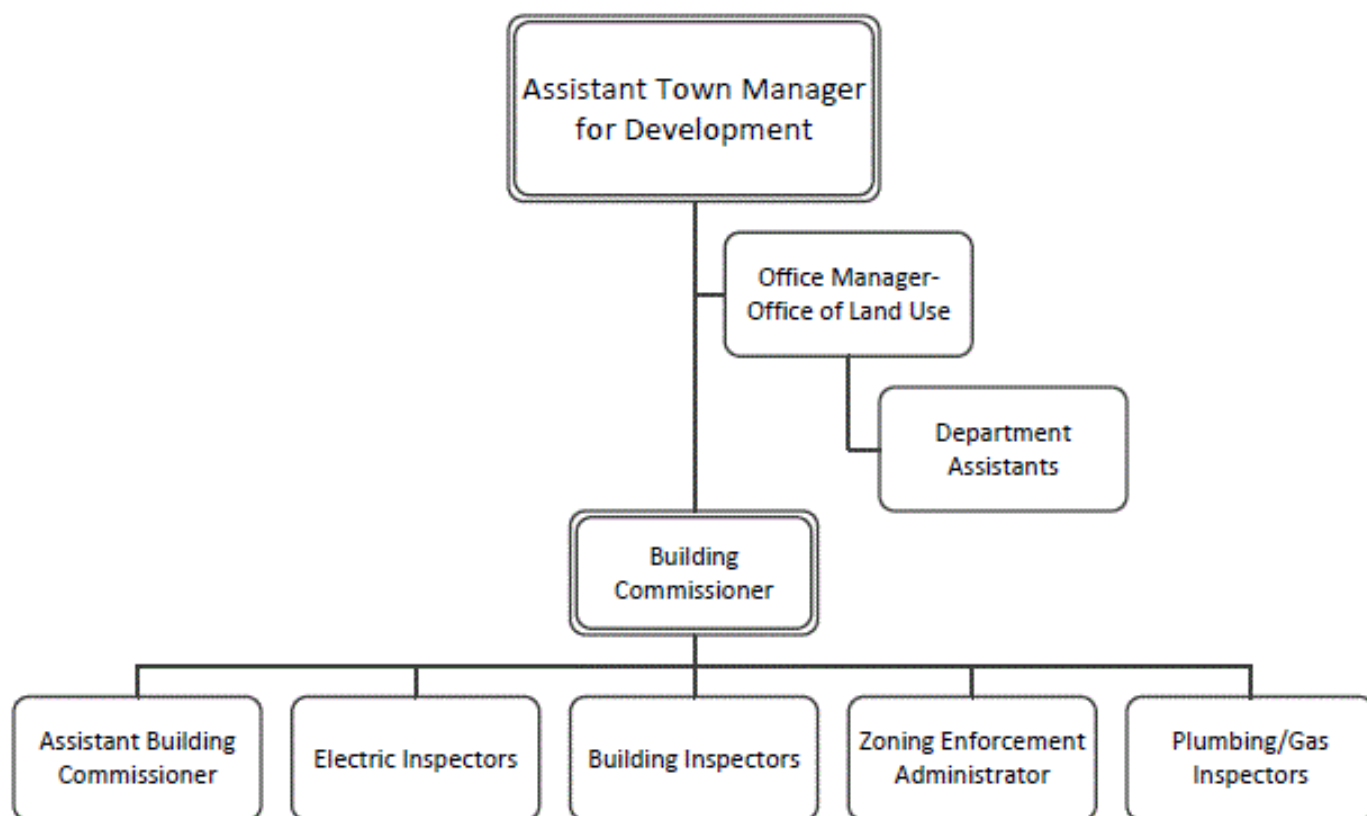 Assistant Town Manager
for Development
Office Manager-
Office of Land Use
Department
Assistants
Building
Commissioner
Assistant Building
Commissioner
Electric Inspectors
Building Inspectors
Zoning Enforcement
Administrator
Plumbing/Gas
Inspectors